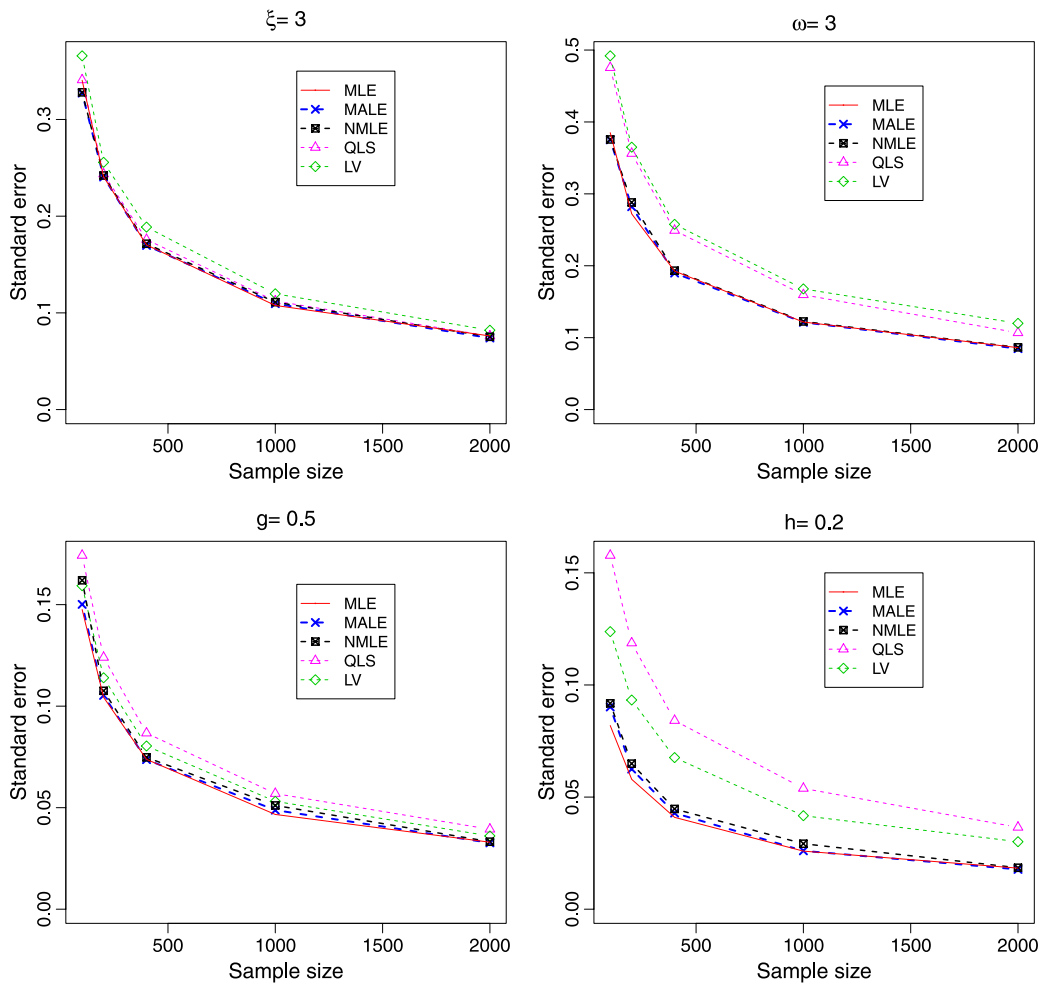 ξ= 3
Standard error
0.0
0.1
0.2
0.3
MLE
MALE
NMLE
QLS
LV
500
1000
1500
2000
Sample size
ω= 3
Standard error
0.0
0.1
0.2
0.3
0.4
0.5
MLE
MALE
NMLE
QLS
LV
500
1000
1500
2000
Sample size
g= 0.5
Standard error
0.00
0.05
0.10
0.15
MLE
MALE
NMLE
QLS
LV
500
1000
1500
2000
Sample size
h= 0.2
Standard error
0.00
0.05
0.10
0.15
MLE
MALE
NMLE
QLS
LV
500
1000
1500
2000
Sample size